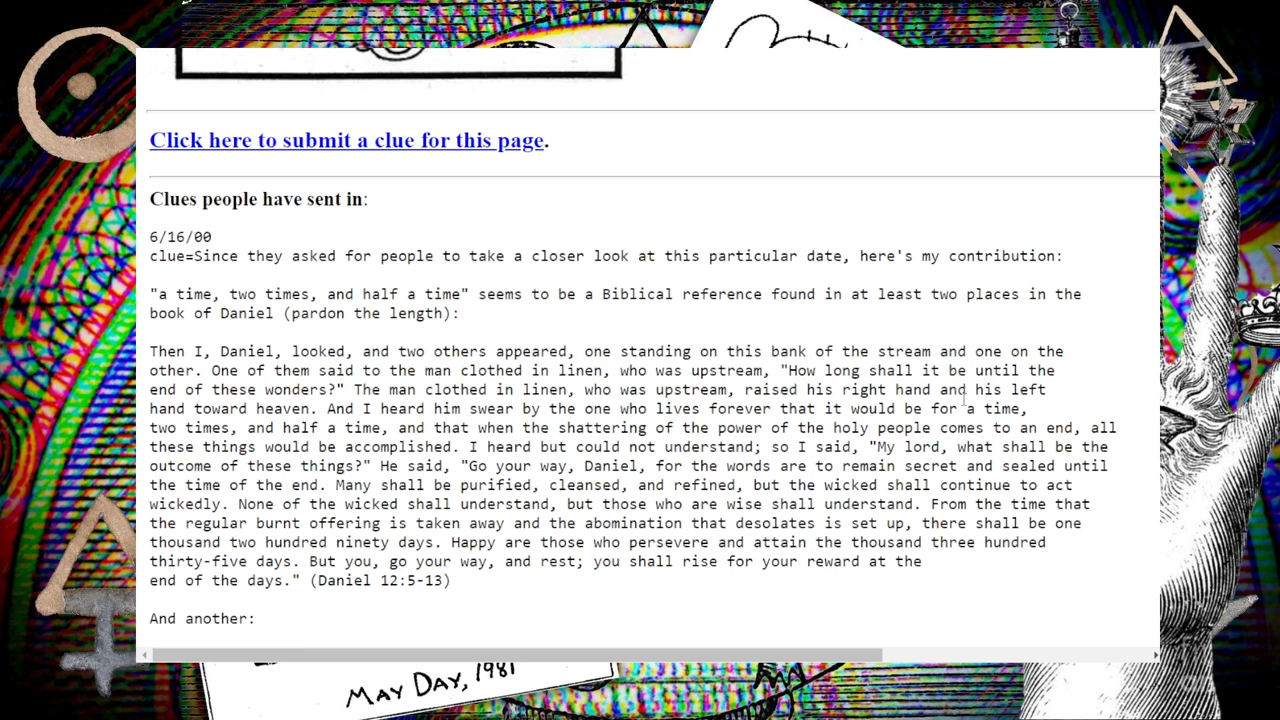 Click here to submit a clue for this page.
Clues people have sent in:
6/16/00
clue=Since they asked for people to take a closer look at this particular date, here's my contribution:
"a time, two times, and half a time" seems to be a Biblical reference found in at least two places in the
book of Daniel (pardon the length):
Then I, Daniel, looked, and two others appeared, one standing on this bank of the stream and one on the
other. One of them said to the man clothed in linen, who was upstream, "How long shall it be until the
end of these wonders?" The man clothed in linen, who was upstream, raised his right hand and his left
hand toward heaven. And I heard him swear by the one who lives forever that it would be for a time,
two times, and half a time, and that when the shattering of the power of the holy people comes to an end, all
these things would be accomplished. I heard but could not understand; so I said, "My lord, what shall be the
outcome of these things?" He said, "Go your way, Daniel, for the words are to remain secret and sealed until
the time of the end. Many shall be purified, cleansed, and refined, but the wicked shall continue to act
wickedly. None of the wicked shall understand, but those who are wise shall understand. From the time that
the regular burnt offering is taken away and the abomination that desolates is set up, there shall be one
thousand two hundred ninety days. Happy are those who persevere and attain the thousand three hundred
thirty-five days. But you, go your way, and rest; you shall rise for your reward at the
end of the days." (Daniel 12:5-13)
And another:
MAY DAY, 1981